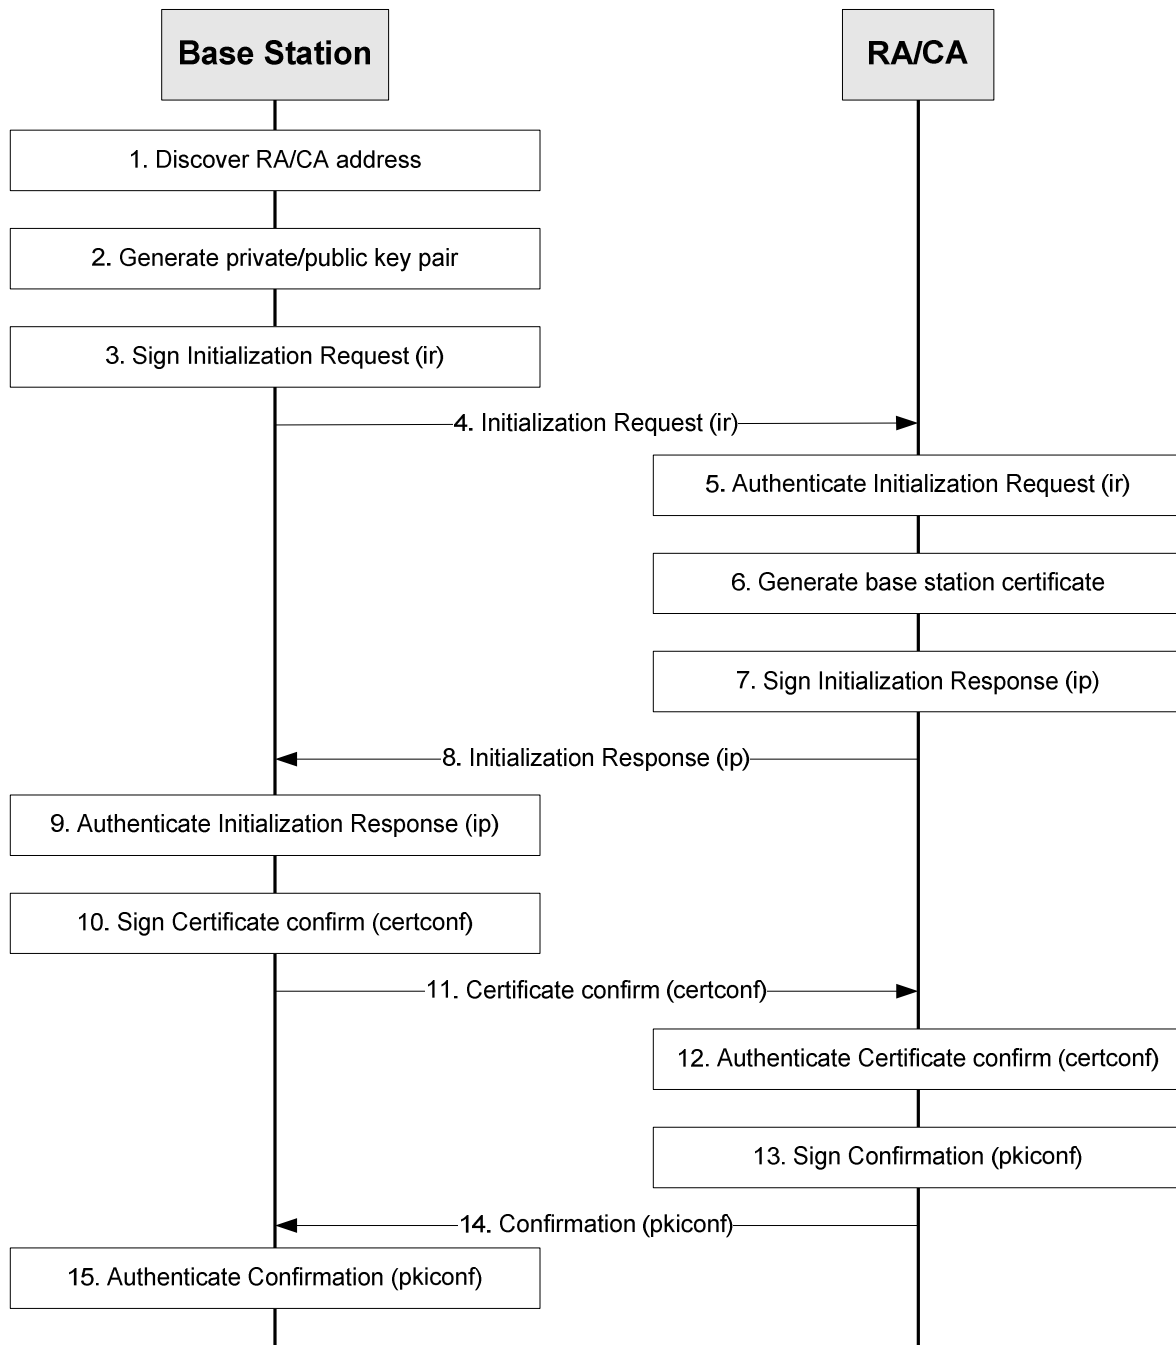 Base Station
RA/CA
1. Discover RA/CA address
2. Generate private/public key pair
3. Sign Initialization Request (ir)
4. Initialization Request (ir)
5. Authenticate Initialization Request (ir)
6. Generate base station certificate
7. Sign Initialization Response (ip)
8. Initialization Response (ip)
9. Authenticate Initialization Response (ip)
10. Sign Certificate confirm (certconf)
11. Certificate confirm (certconf)
12. Authenticate Certificate confirm (certconf)
13. Sign Confirmation (pkiconf)
14. Confirmation (pkiconf)
15. Authenticate Confirmation (pkiconf)